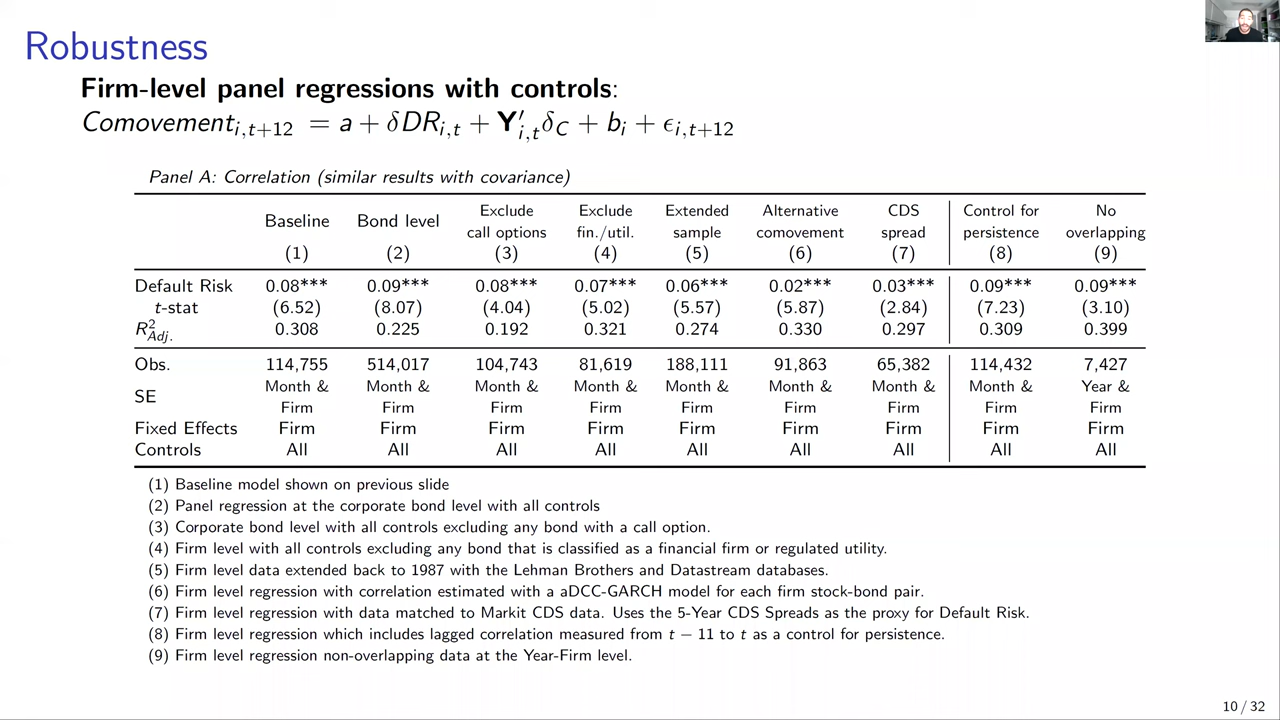 Robustness
Firm-level panel regressions with controls:
Comovement_{i,t+12} = a + δDR_{i,t} + Y'_{i,t}δ_C + b_i + ϵ_{i,t+12}
Panel A: Correlation (similar results with covariance)
Baseline Bond level Exclude call options Exclude fin./util. Extended sample Alternative comovement CDS spread Control for persistence No overlapping
(1) (2) (3) (4) (5) (6) (7) (8) (9)
Default Risk 0.08*** 0.09*** 0.08*** 0.07*** 0.06*** 0.02*** 0.03*** 0.09*** 0.09***
t-stat (6.52) (8.07) (4.04) (5.02) (5.57) (5.87) (2.84) (7.23) (3.10)
R²_{Adj.} 0.308 0.225 0.192 0.321 0.274 0.330 0.297 0.309 0.399
Obs. 114,755 514,017 104,743 81,619 188,111 91,863 65,382 114,432 7,427
SE Month & Firm Month & Firm Month & Firm Month & Firm Month & Firm Month & Firm Month & Firm Month & Firm Year & Firm
Fixed Effects Firm Firm Firm Firm Firm Firm Firm Firm Firm
Controls All All All All All All All All All
(1) Baseline model shown on previous slide
(2) Panel regression at the corporate bond level with all controls
(3) Corporate bond level with all controls excluding any bond with a call option.
(4) Firm level with all controls excluding any bond that is classified as a financial firm or regulated utility.
(5) Firm level data extended back to 1987 with the Lehman Brothers and Datastream databases.
(6) Firm level regression with correlation estimated with a aDCC-GARCH model for each firm stock-bond pair.
(7) Firm level regression with data matched to Markit CDS data. Uses the 5-Year CDS Spreads as the proxy for Default Risk.
(8) Firm level regression which includes lagged correlation measured from t − 11 to t as a control for persistence.
(9) Firm level regression non-overlapping data at the Year-Firm level.
10 / 32